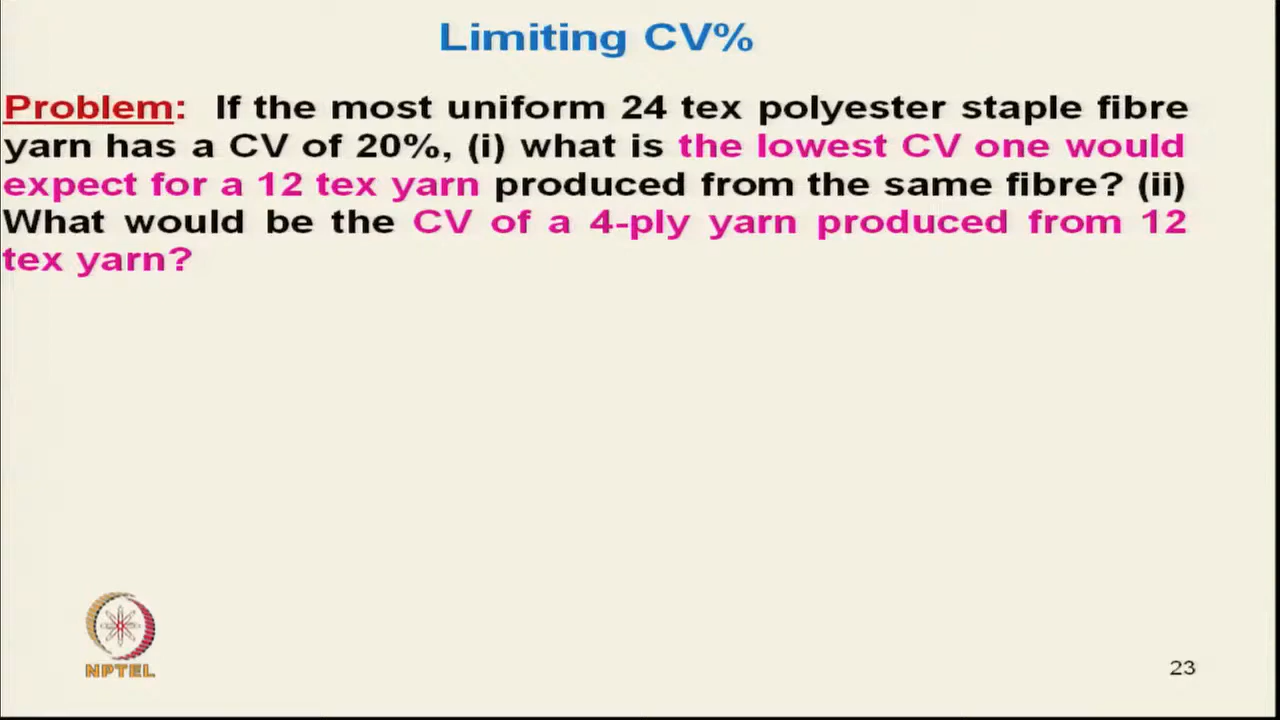 Limiting CV%
Problem: If the most uniform 24 tex polyester staple fibre
yarn has a CV of 20%, (i) what is the lowest CV one would
expect for a 12 tex yarn produced from the same fibre? (ii)
What would be the CV of a 4-ply yarn produced from 12
tex yarn?
NPTEL
23